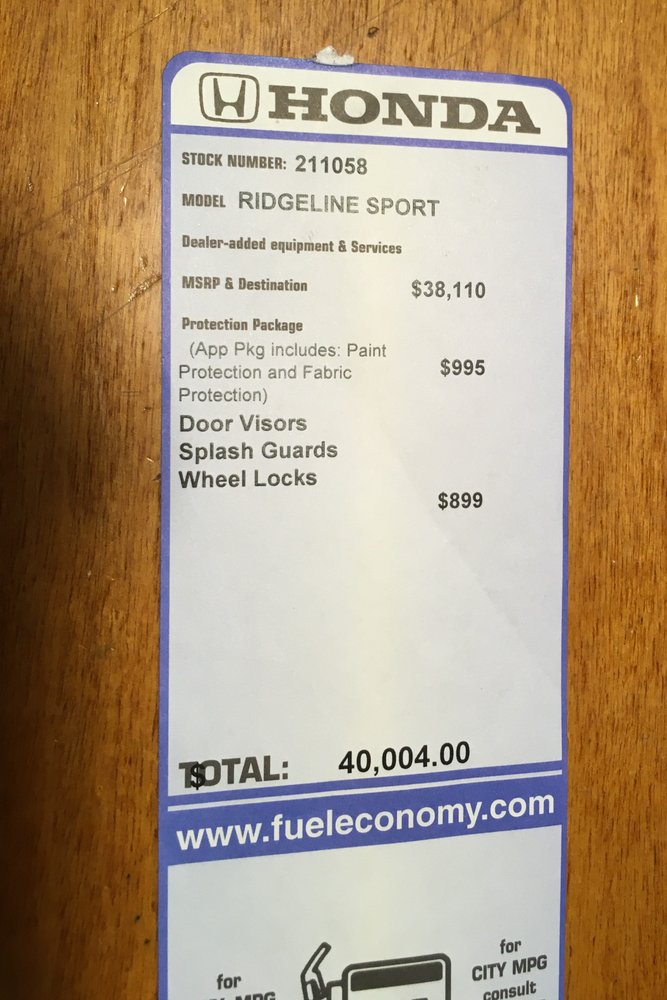 HONDA
STOCK NUMBER: 211058
MODEL RIDGELINE SPORT
Dealer-added equipment & Services
MSRP & Destination $38,110
Protection Package
(App Pkg includes: Paint
Protection and Fabric $995
Protection)
Door Visors
Splash Guards
Wheel Locks
$899
$TOTAL: 40,004.00
www.fueleconomy.com
for
CITY MPG
consult
for
MPG